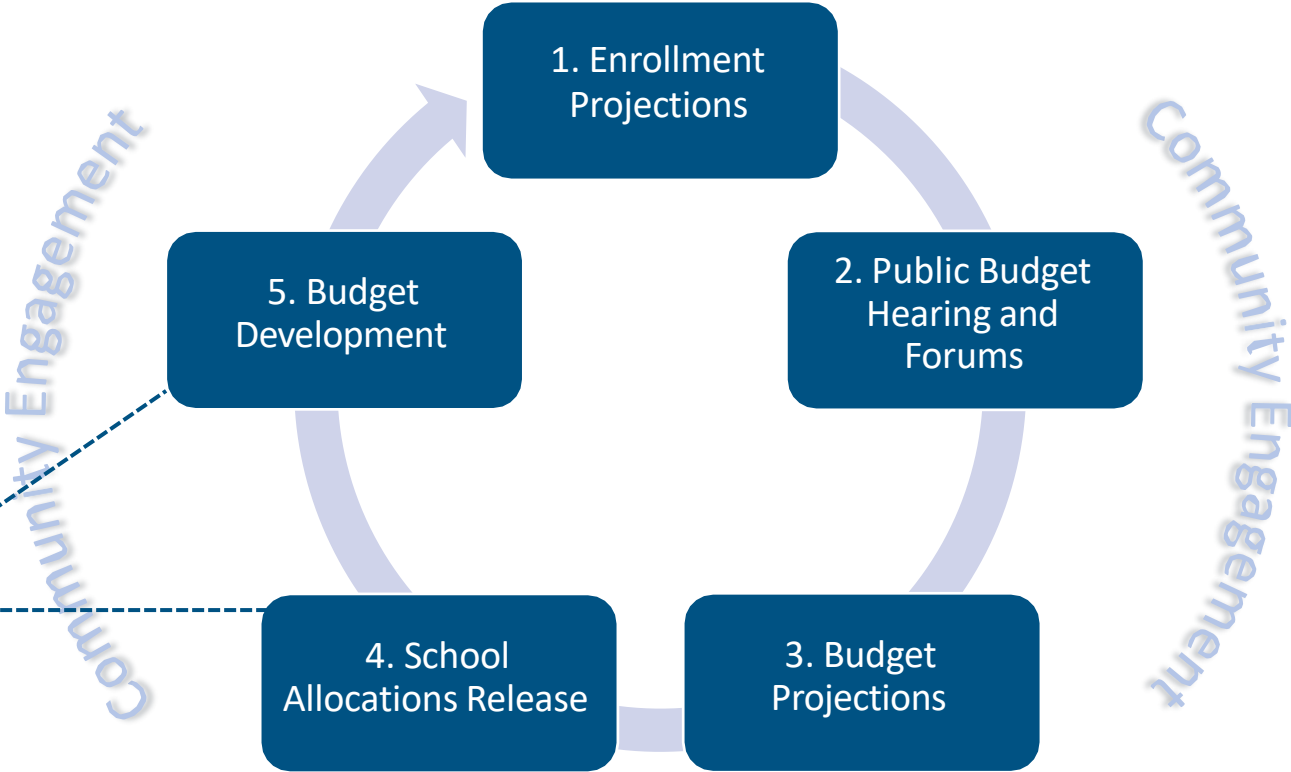 1. Enrollment
Projections
2. Public Budget
Hearing and
Forums
3. Budget
Projections
4. School
Allocations Release
5. Budget
Development
Community Engagement
Community Engagement